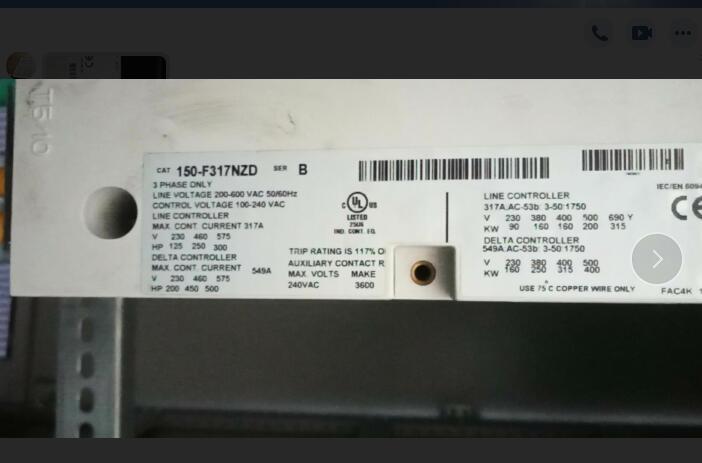 CAT 150-F317NZD SER B
3 PHASE ONLY
LINE VOLTAGE 200-600 VAC 50/60Hz
CONTROL VOLTAGE 100-240 VAC
LINE CONTROLLER
MAX. CONT. CURRENT 317A
V 230 460 575
HP 125 250 300
DELTA CONTROLLER
MAX. CONT. CURRENT 549A
V 230 460 575
HP 200 450 500
C UL US
LISTED
IND. CONT. EQ.
TRIP RATING IS 117% O
AUXILIARY CONTACT R
MAX. VOLTS MAKE
240VAC 3600
IEC/EN 6094
LINE CONTROLLER
317A.AC-53b: 3-50:1750
V 230 380 400 500 690 Y
KW 90 160 160 200 315
DELTA CONTROLLER
549A.AC-53b: 3-50:1750
V 230 380 400 500
KW 160 250 315 400
USE 75°C COPPER WIRE ONLY
CE
FAC4K 1